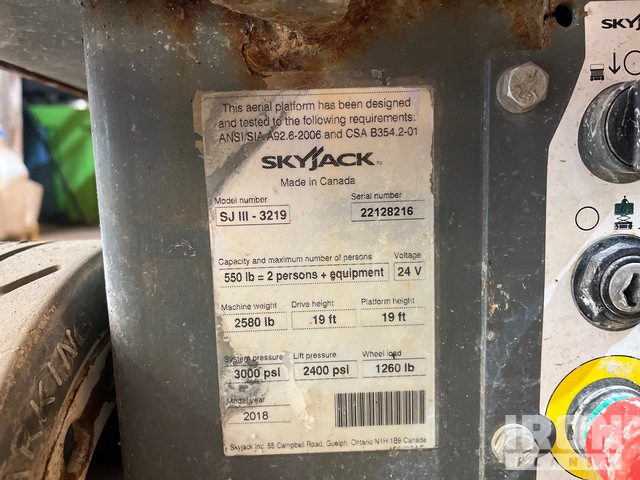 This aerial platform has been designed
and tested to the following requirements:
ANSI/SIA A92.6-2006 and CSA B354.2-01
SKYJACK
Made in Canada
Model number Serial number
SJ III - 3219 22128216
Capacity and maximum number of persons Voltage
550 lb = 2 persons + equipment 24 V
Machine weight Drive height Platform height
2580 lb 19 ft 19 ft
System pressure Lift pressure Wheel load
3000 psi 2400 psi 1260 lb
Model year
2018
Skyjack Inc. 55 Campbell Road, Guelph, Ontario N1H 1B9 Canada
SKYJ
IRON
PLANET